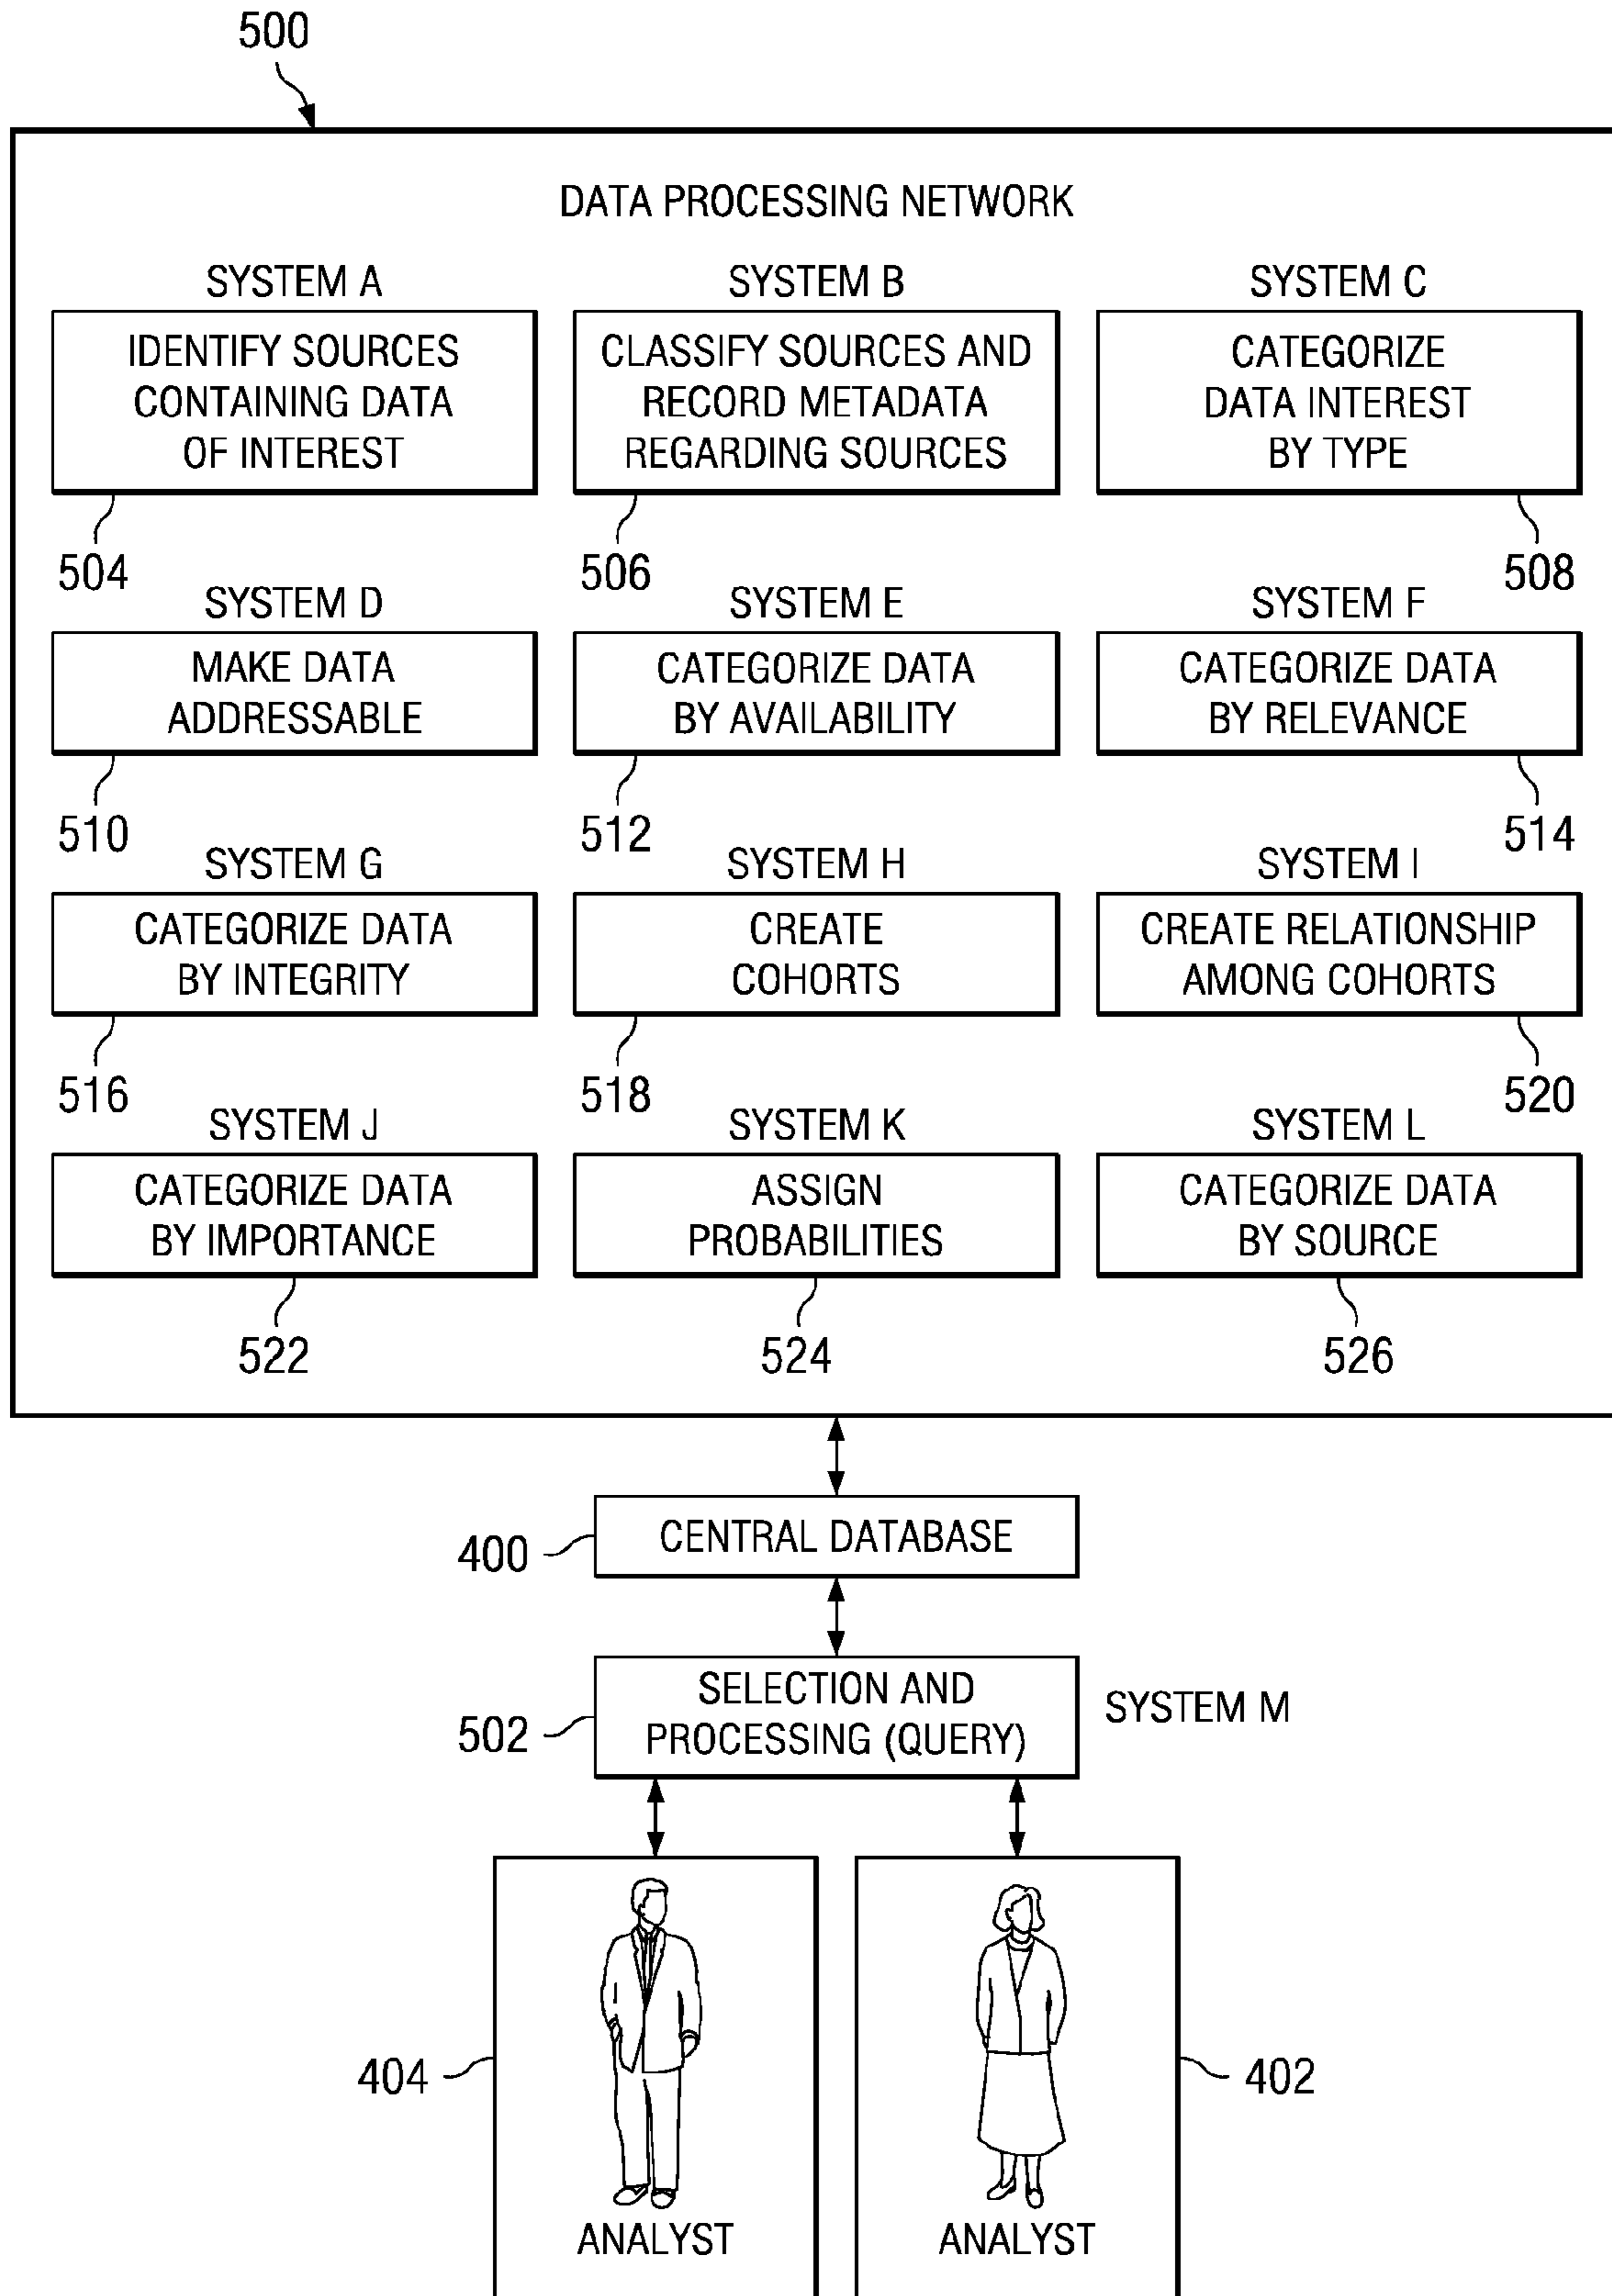 500
DATA PROCESSING NETWORK
SYSTEM A
IDENTIFY SOURCES
CONTAINING DATA
OF INTEREST
504
SYSTEM B
CLASSIFY SOURCES AND
RECORD METADATA
REGARDING SOURCES
506
SYSTEM C
CATEGORIZE
DATA INTEREST
BY TYPE
508
SYSTEM D
MAKE DATA
ADDRESSABLE
510
SYSTEM E
CATEGORIZE DATA
BY AVAILABILITY
512
SYSTEM F
CATEGORIZE DATA
BY RELEVANCE
514
SYSTEM G
CATEGORIZE DATA
BY INTEGRITY
516
SYSTEM H
CREATE
COHORTS
518
SYSTEM I
CREATE RELATIONSHIP
AMONG COHORTS
520
SYSTEM J
CATEGORIZE DATA
BY IMPORTANCE
522
SYSTEM K
ASSIGN
PROBABILITIES
524
SYSTEM L
CATEGORIZE DATA
BY SOURCE
526
400
CENTRAL DATABASE
502
SELECTION AND
PROCESSING (QUERY)
SYSTEM M
404
ANALYST
402
ANALYST